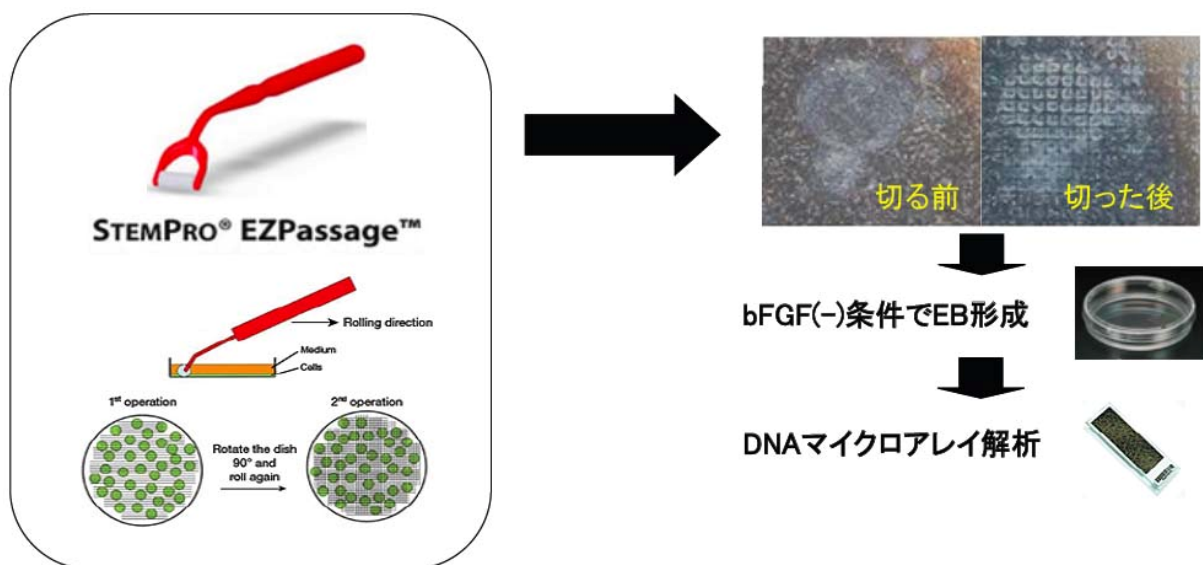 STEMPRO® EZPassage™
Rolling direction
Medium
Cells
1st operation
2nd operation
Rotate the dish
90° and
roll again
切る前
切った後
bFGF(-)条件でEB形成
DNAマイクロアレイ解析